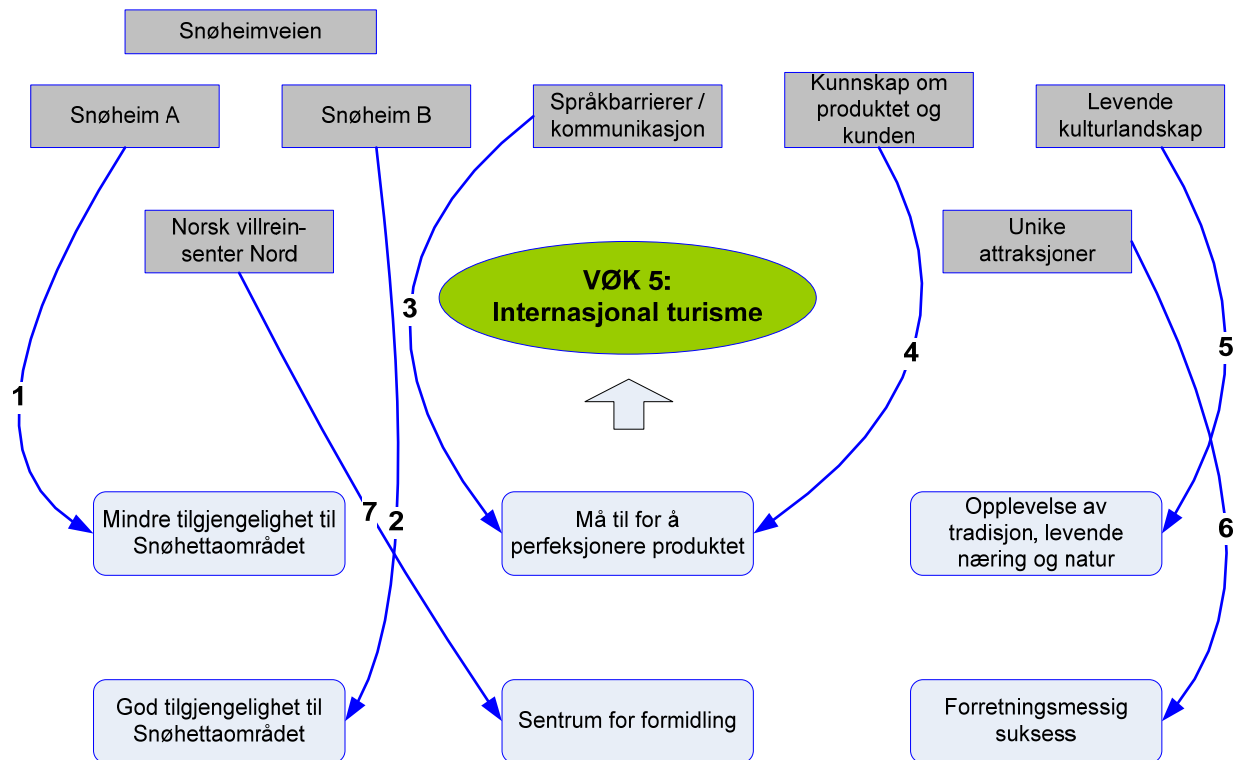 Snøheimveien
Snøheim A
Snøheim B
Språkbarrierer /
kommunikasjon
Kunnskap om
produktet og
kunden
Levende
kulturlandskap
Norsk villrein-
senter Nord
Unike
attraksjoner
VØK 5:
Internasjonal turisme
3
4
5
1
7
2
6
Mindre tilgjengelighet til
Snøhettaområdet
Må til for å
perfeksjonere produktet
Opplevelse av
tradisjon, levende
næring og natur
God tilgjengelighet til
Snøhettaområdet
Sentrum for formidling
Forretningsmessig
suksess